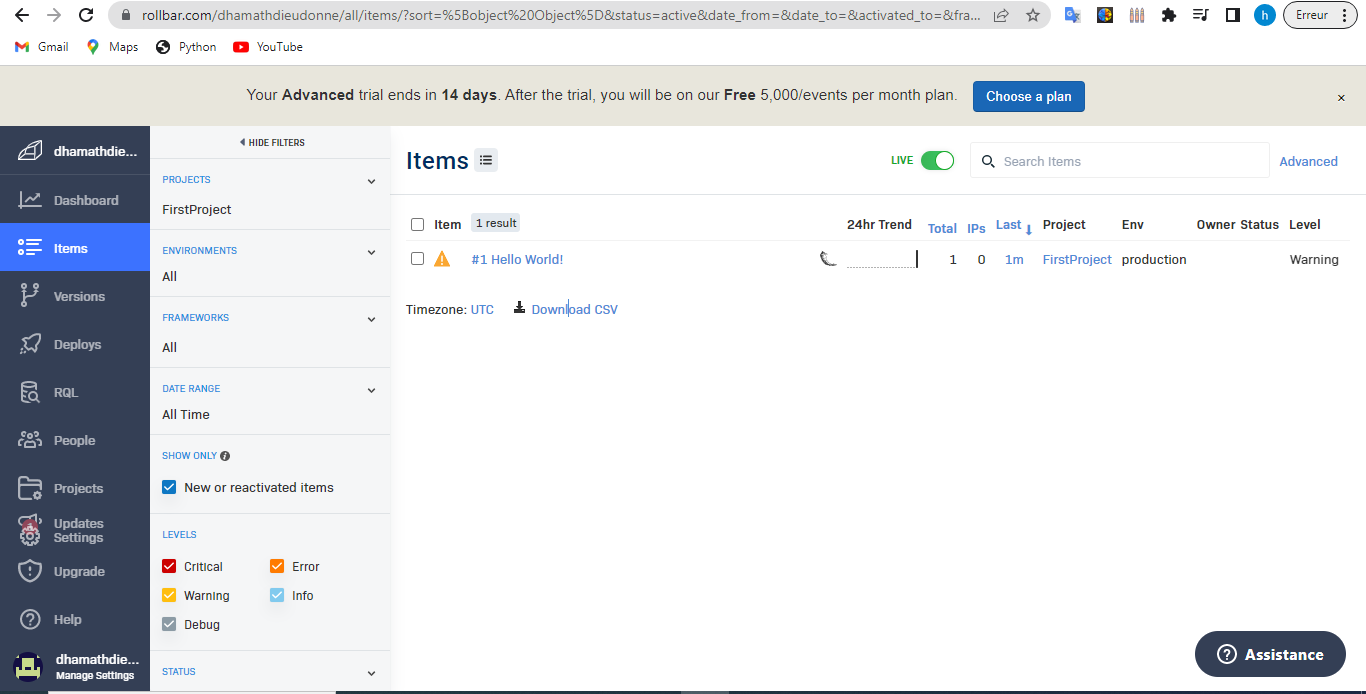 rollbar.com/dhamathdieudonne/all/items/?sort=%5Bobject%20Object%5D&status=active&date_from=&date_to=&activated_to=&fra...
h
Erreur
Gmail
Maps
Python
YouTube
Your Advanced trial ends in 14 days. After the trial, you will be on our Free 5,000/events per month plan.
Choose a plan
×
dhamathdie...
Dashboard
Items
Versions
Deploys
RQL
People
Projects
Updates
Settings
Upgrade
Help
dhamathdie...
Manage Settings
HIDE FILTERS
PROJECTS
FirstProject
ENVIRONMENTS
All
FRAMEWORKS
All
DATE RANGE
All Time
SHOW ONLY
New or reactivated items
LEVELS
Critical Error
Warning Info
Debug
STATUS
Items
LIVE
Search Items
Advanced
Item 1 result 24hr Trend Total IPs Last Project Env Owner Status Level
#1 Hello World! 1 0 1m FirstProject production Warning
Timezone: UTC Download CSV
Assistance